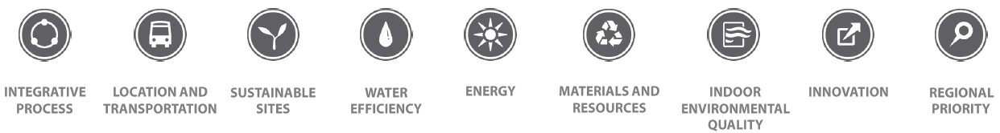 INTEGRATIVE
PROCESS
LOCATION AND
TRANSPORTATION
SUSTAINABLE
SITES
WATER
EFFICIENCY
ENERGY
MATERIALS AND
RESOURCES
INDOOR
ENVIRONMENTAL
QUALITY
INNOVATION
REGIONAL
PRIORITY